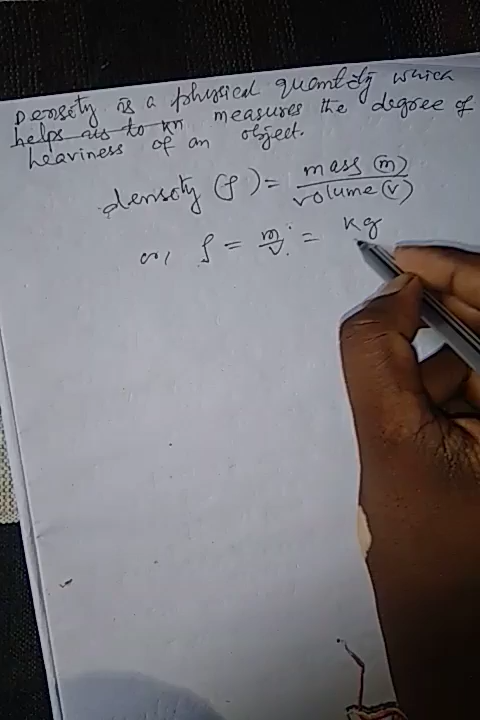 Density is a physical quantity which
helps us to kn measures the degree of
heaviness of an object.
density (ρ) = mass (m) / volume (v)
or, ρ = m / v = kg